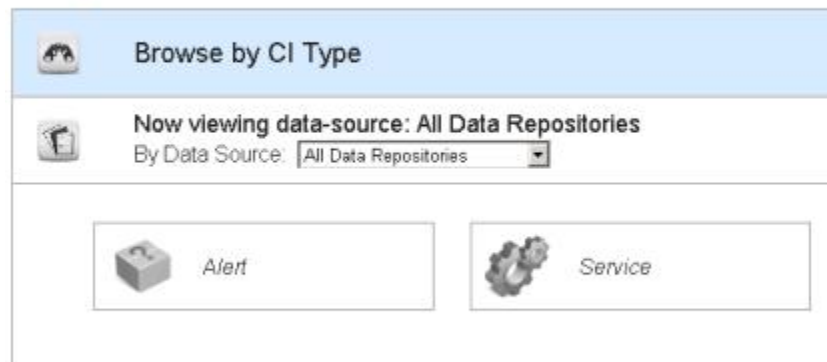 Browse by CI Type
Now viewing data-source: All Data Repositories
By Data Source: All Data Repositories
Alert
Service